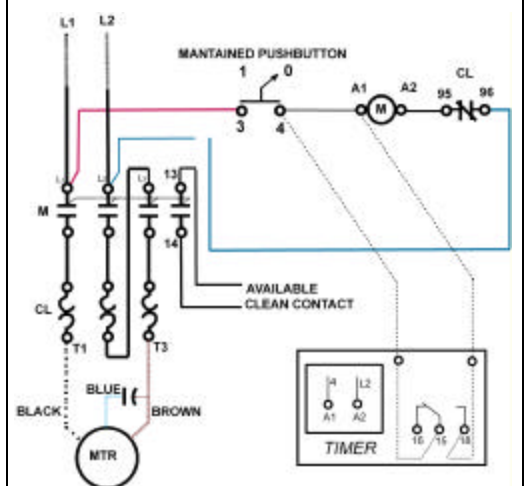 L1 L2
MANTAINED PUSHBUTTON
1 0
3 4
A1 M A2 95 CL 96
13
M
14
AVAILABLE
CLEAN CONTACT
CL
T1 T3
BLUE
BLACK BROWN
MTR
4 L2
A1 A2
16 15 18
TIMER